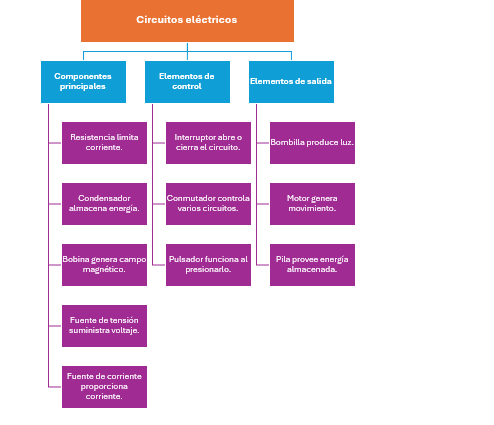 Circuitos eléctricos
Componentes
principales
Elementos de
control
Elementos de salida
Resistencia limita
corriente.
Condensador
almacena energía.
Bobina genera campo
magnético.
Fuente de tensión
suministra voltaje.
Fuente de corriente
proporciona
corriente.
Interruptor abre o
cierra el circuito.
Conmutador controla
varios circuitos.
Pulsador funciona al
presionarlo.
Bombilla produce luz.
Motor genera
movimiento.
Pila provee energía
almacenada.